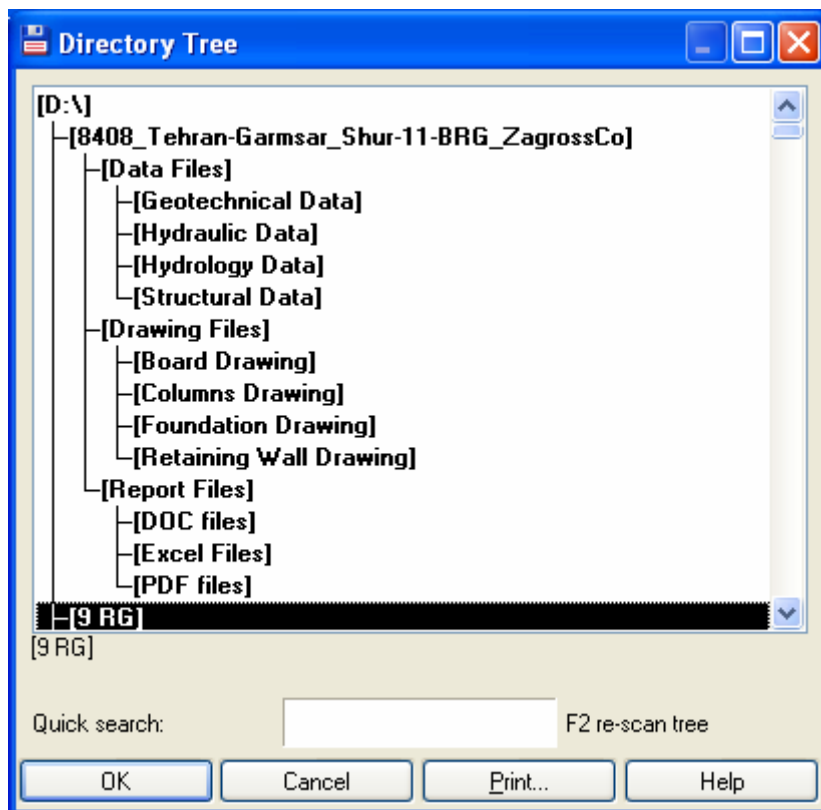 Directory Tree
[D:\]
[8408_Tehran-Garmsar_Shur-11-BRG_ZagrossCo]
[Data Files]
[Geotechnical Data]
[Hydraulic Data]
[Hydrology Data]
[Structural Data]
[Drawing Files]
[Board Drawing]
[Columns Drawing]
[Foundation Drawing]
[Retaining Wall Drawing]
[Report Files]
[DOC files]
[Excel Files]
[PDF files]
[9 RG]
[9 RG]
Quick search: F2 re-scan tree
OK Cancel Print... Help